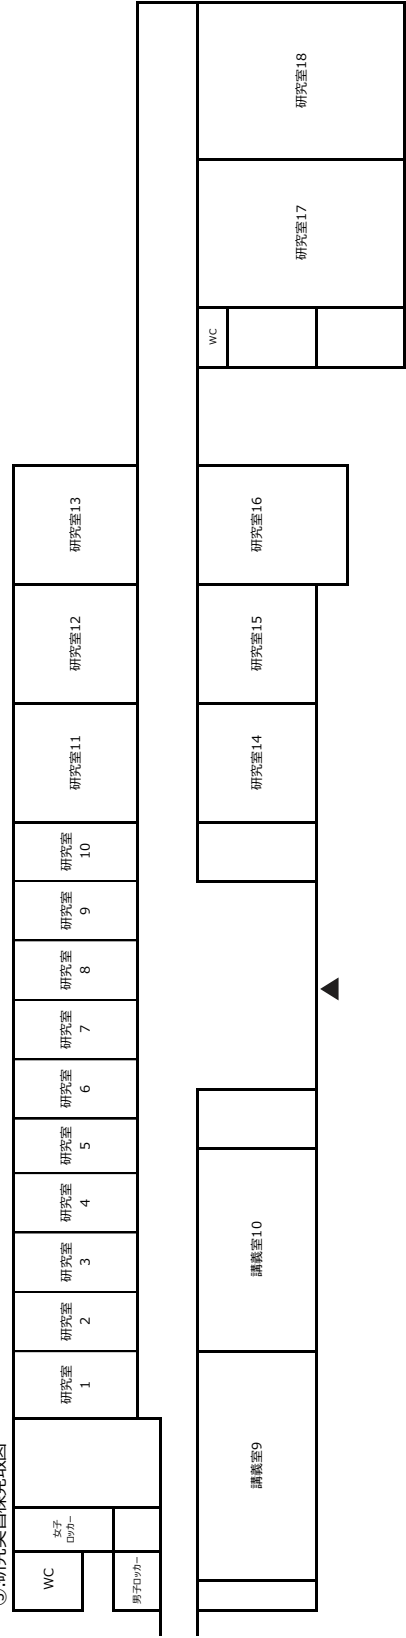 研究室18
研究室17
WC
研究室13
研究室16
研究室12
研究室15
研究室11
研究室14
研究室
10
研究室
9
研究室
8
研究室
7
研究室
6
研究室
5
研究室
4
研究室
3
研究室
2
研究室
1
講義室10
講義室9
女子
ロッカー
WC
男子ロッカー